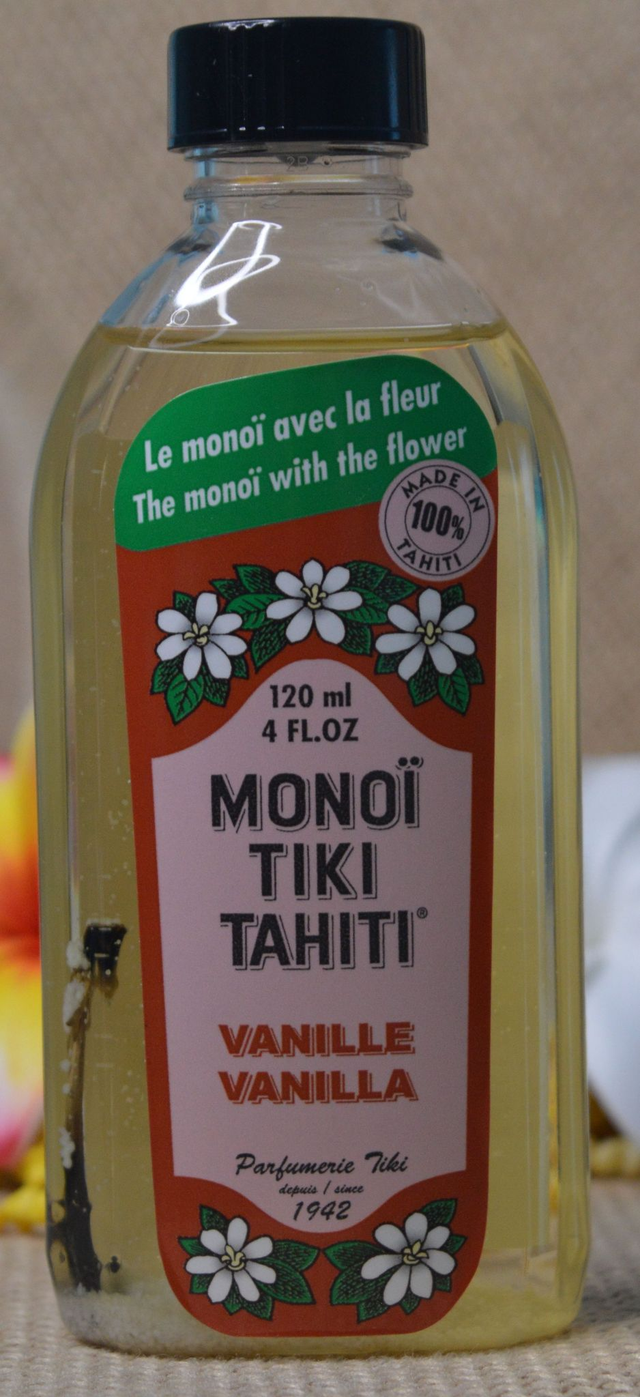 Le monoï avec la fleur
The monoï with the flower
MADE IN
100%
TAHITI
120 ml
4 FL.OZ
MONOÏ
TIKI
TAHITI®
VANILLE
VANILLA
Parfumerie Tiki
depuis / since
1942